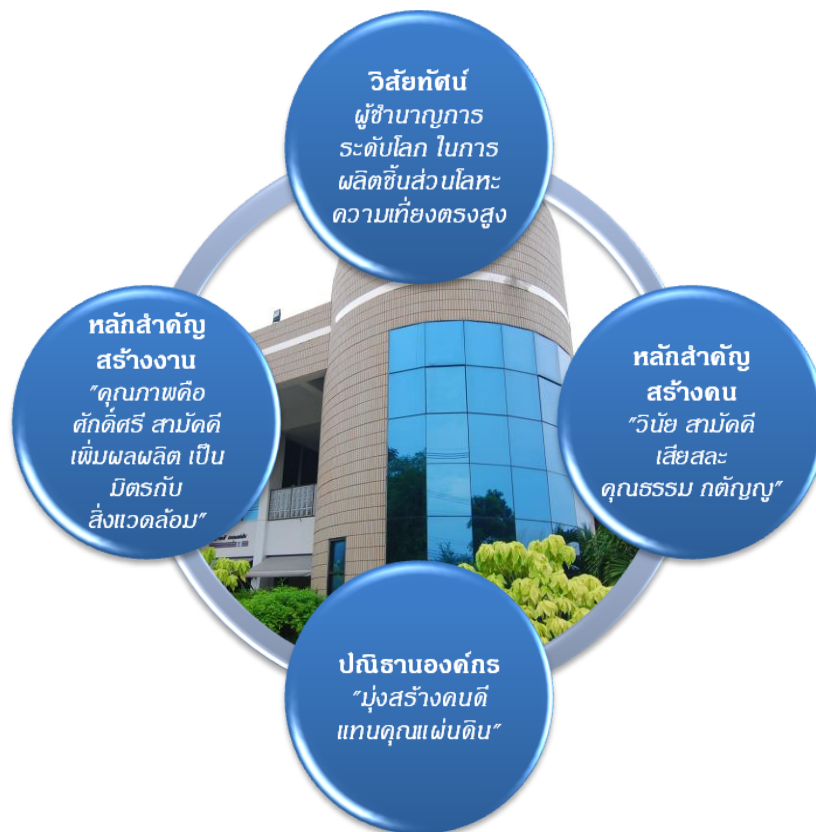 วิสัยทัศน์
ผู้ชำนาญการ
ระดับโลก ในการ
ผลิตชิ้นส่วนโลหะ
ความเที่ยงตรงสูง
หลักสำคัญ
สร้างงาน
"คุณภาพคือ
ศักดิ์ศรี สามัคคี
เพิ่มผลผลิต เป็น
มิตรกับ
สิ่งแวดล้อม"
หลักสำคัญ
สร้างคน
"วินัย สามัคคี
เสียสละ
คุณธรรม กตัญญู"
ปณิธานองค์กร
"มุ่งสร้างคนดี
แทนคุณแผ่นดิน"